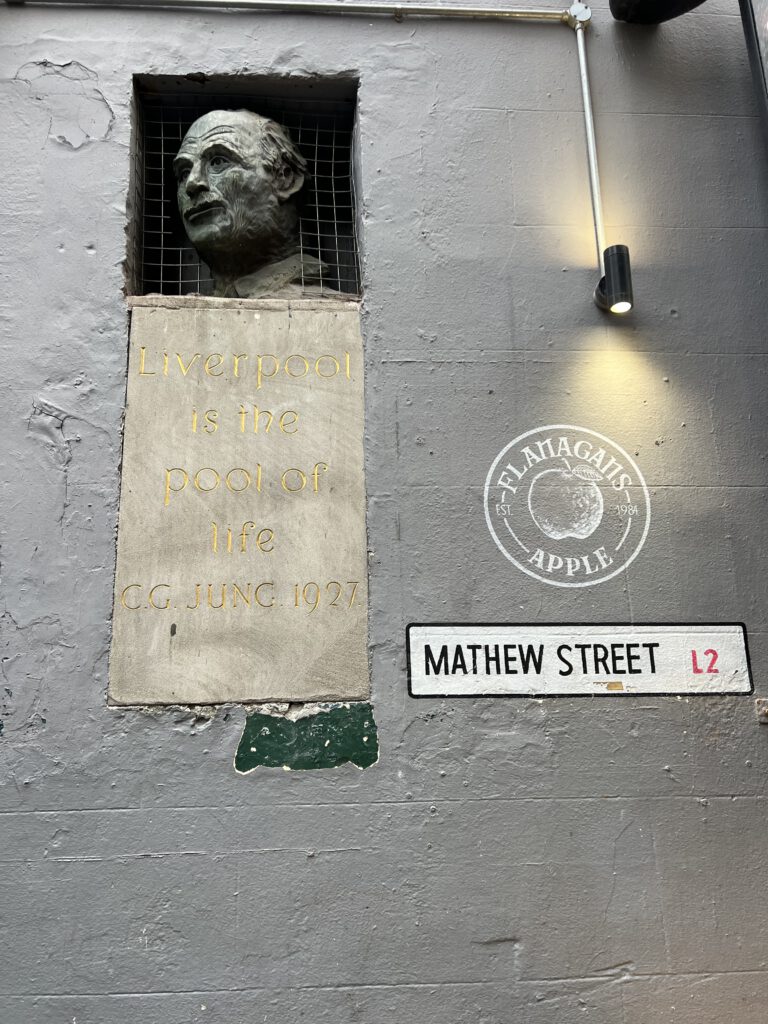 Liverpool
is the
pool of
life
C.G. JUNG. 1927.
FLANAGANS
EST. 1984
APPLE
MATHEW STREET L2